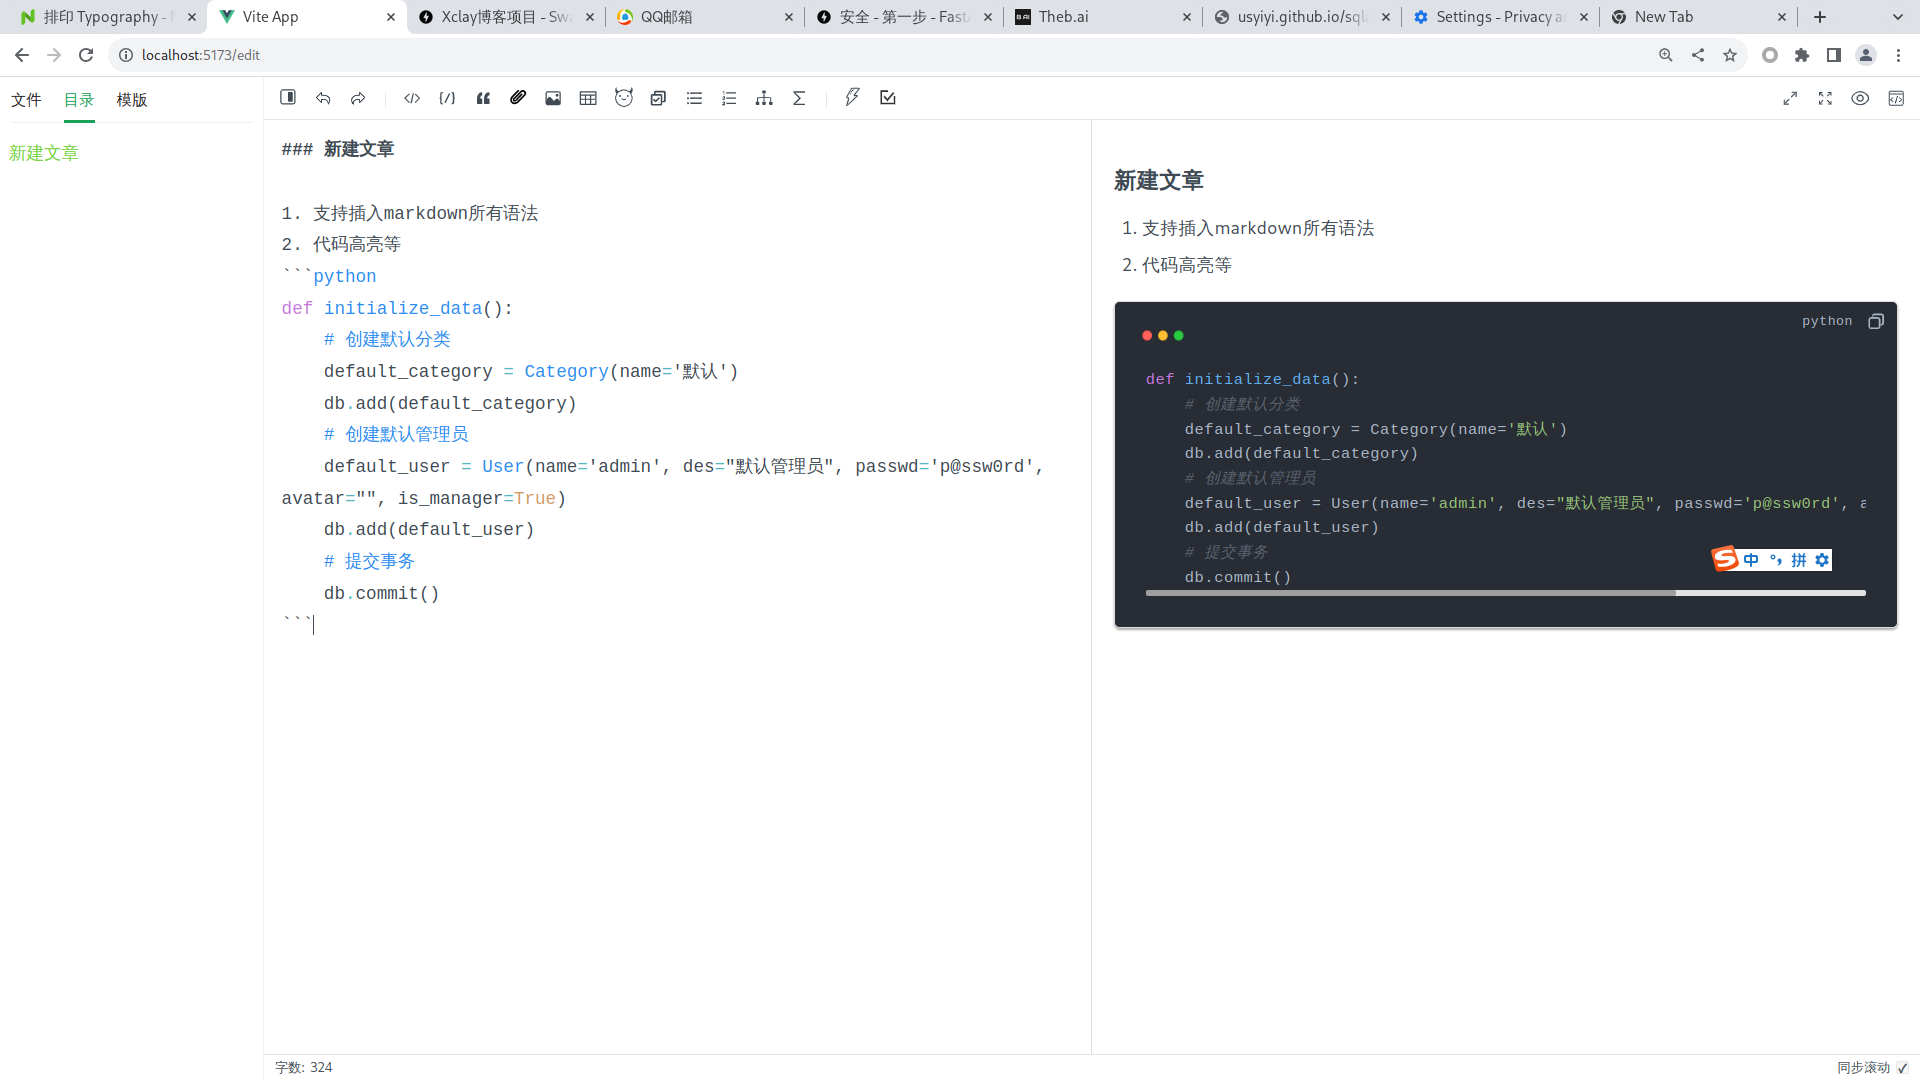 排印 Typography -
Vite App
Xclay博客项目 - Swa
QQ邮箱
安全 - 第一步 - FastA
Theb.ai
usyiyi.github.io/sqla
Settings - Privacy a
New Tab
localhost:5173/edit
文件 目录 模版
新建文章
### 新建文章
1. 支持插入markdown所有语法
2. 代码高亮等
```python
def initialize_data():
    # 创建默认分类
    default_category = Category(name='默认')
    db.add(default_category)
    # 创建默认管理员
    default_user = User(name='admin', des="默认管理员", passwd='p@ssw0rd',
avatar="", is_manager=True)
    db.add(default_user)
    # 提交事务
    db.commit()
```
新建文章
1. 支持插入markdown所有语法
2. 代码高亮等
python
def initialize_data():
    # 创建默认分类
    default_category = Category(name='默认')
    db.add(default_category)
    # 创建默认管理员
    default_user = User(name='admin', des="默认管理员", passwd='p@ssw0rd', a
    db.add(default_user)
    # 提交事务
    db.commit()
S 中 °, 拼
字数: 324
同步滚动